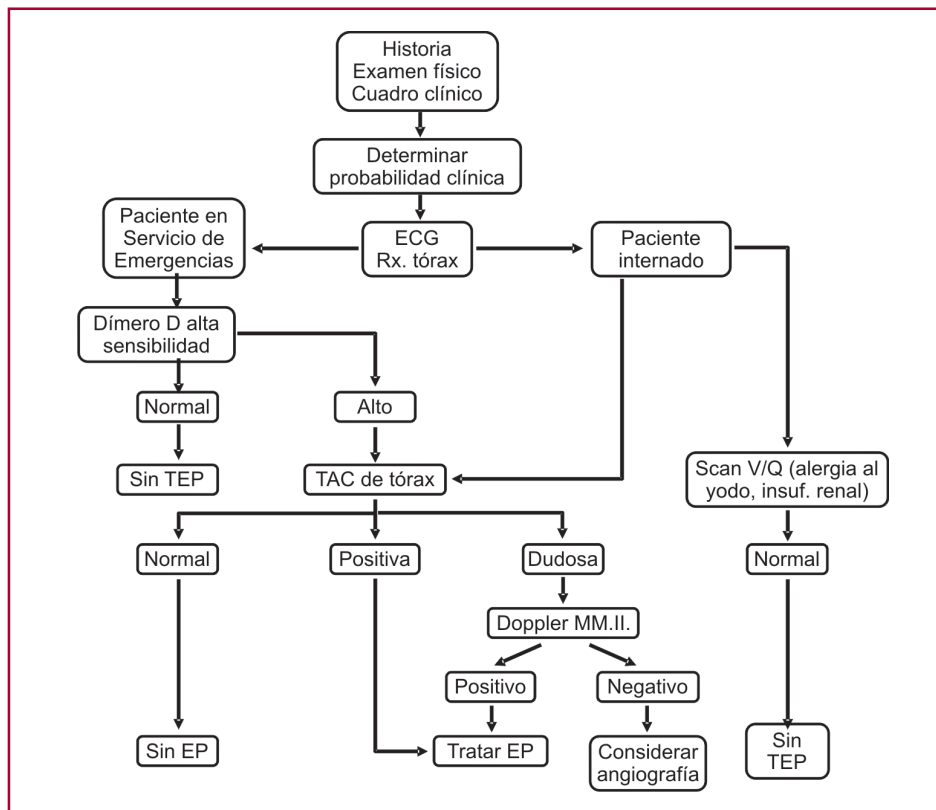 Historia
Examen físico
Cuadro clínico
Determinar
probabilidad clínica
Paciente en
Servicio de
Emergencias
ECG
Rx. tórax
Paciente
internado
Dímero D alta
sensibilidad
Normal
Alto
Sin TEP
TAC de tórax
Scan V/Q (alergia al
yodo, insuf. renal)
Normal
Positiva
Dudosa
Normal
Doppler MM.II.
Positivo
Negativo
Sin EP
Tratar EP
Considerar
angiografía
Sin
TEP